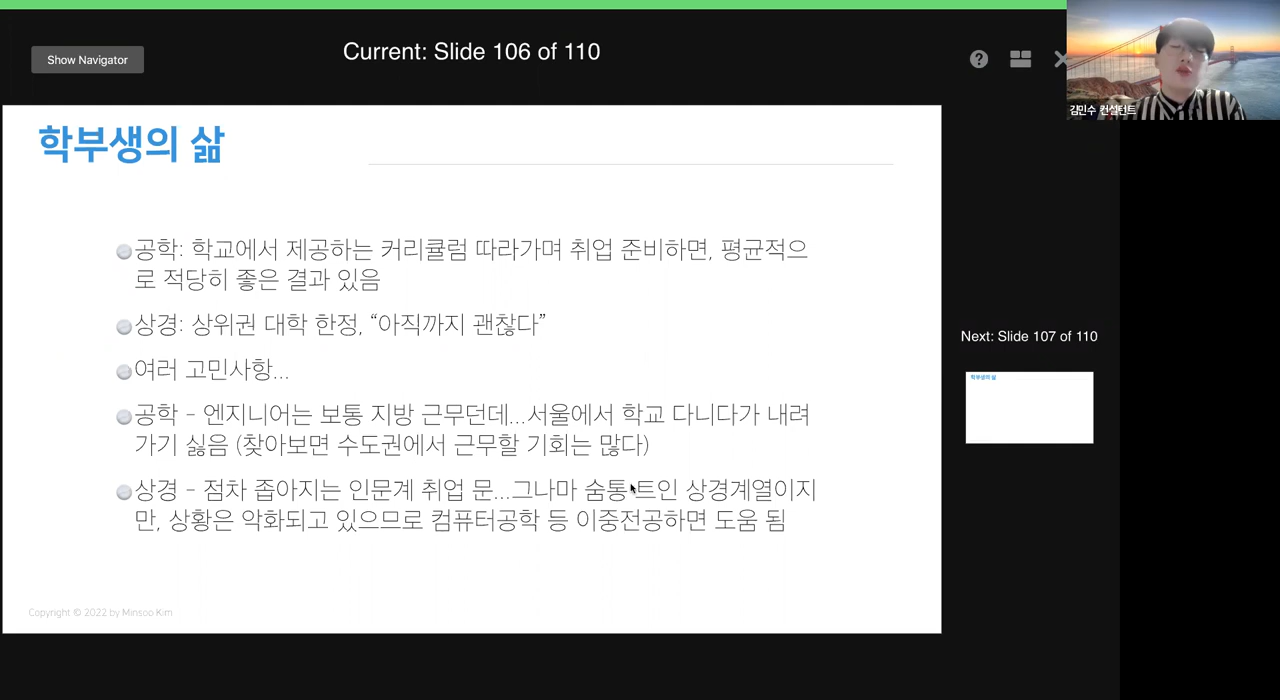 Show Navigator
Current: Slide 106 of 110
?
김민수 컨설턴트
학부생의 삶
공학: 학교에서 제공하는 커리큘럼 따라가며 취업 준비하면, 평균적으
로 적당히 좋은 결과 있음
상경: 상위권 대학 한정, “아직까지 괜찮다”
여러 고민사항...
공학 – 엔지니어는 보통 지방 근무던데...서울에서 학교 다니다가 내려
가기 싫음 (찾아보면 수도권에서 근무할 기회는 많다)
상경 – 점차 좁아지는 인문계 취업 문...그나마 숨통 트인 상경계열이지
만, 상황은 악화되고 있으므로 컴퓨터공학 등 이중전공하면 도움 됨
Copyright © 2022 by Minsoo Kim
Next: Slide 107 of 110
학부생의 삶